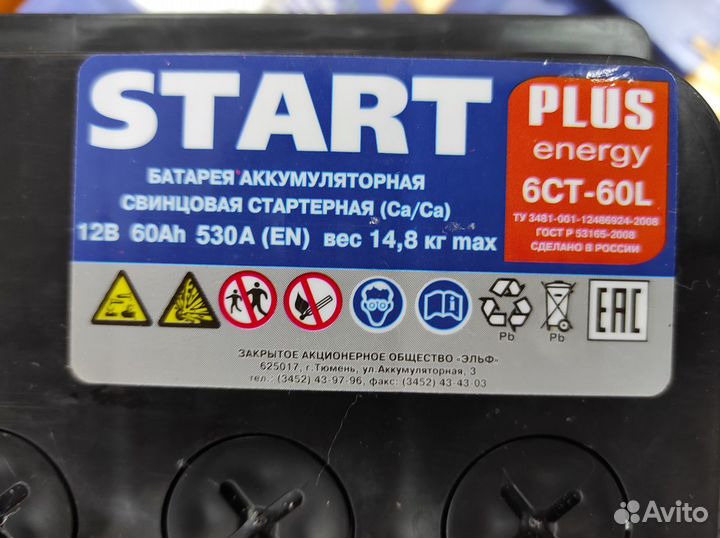 START
PLUS
energy
6СТ-60L
ТУ 3481-001-12486924-2008
ГОСТ Р 53165-2008
СДЕЛАНО В РОССИИ
БАТАРЕЯ АККУМУЛЯТОРНАЯ
СВИНЦОВАЯ СТАРТЕРНАЯ (Ca/Ca)
12В 60Ah 530А (EN) вес 14,8 кг max
Pb Pb
EAC
ЗАКРЫТОЕ АКЦИОНЕРНОЕ ОБЩЕСТВО «ЭЛЬФ»
625017, г.Тюмень, ул.Аккумуляторная, 3
тел.: (3452) 43-97-96, факс: (3452) 43-43-03
Avito